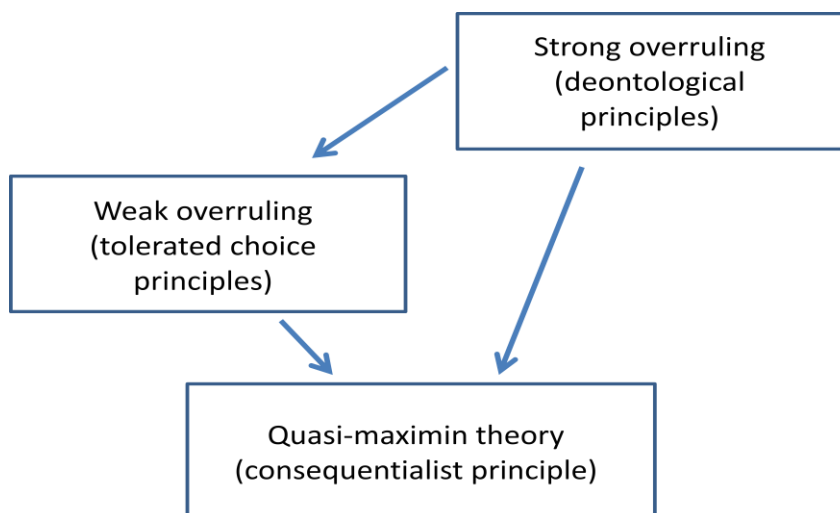 Strong overruling
(deontological
principles)
Weak overruling
(tolerated choice
principles)
Quasi-maximin theory
(consequentialist principle)